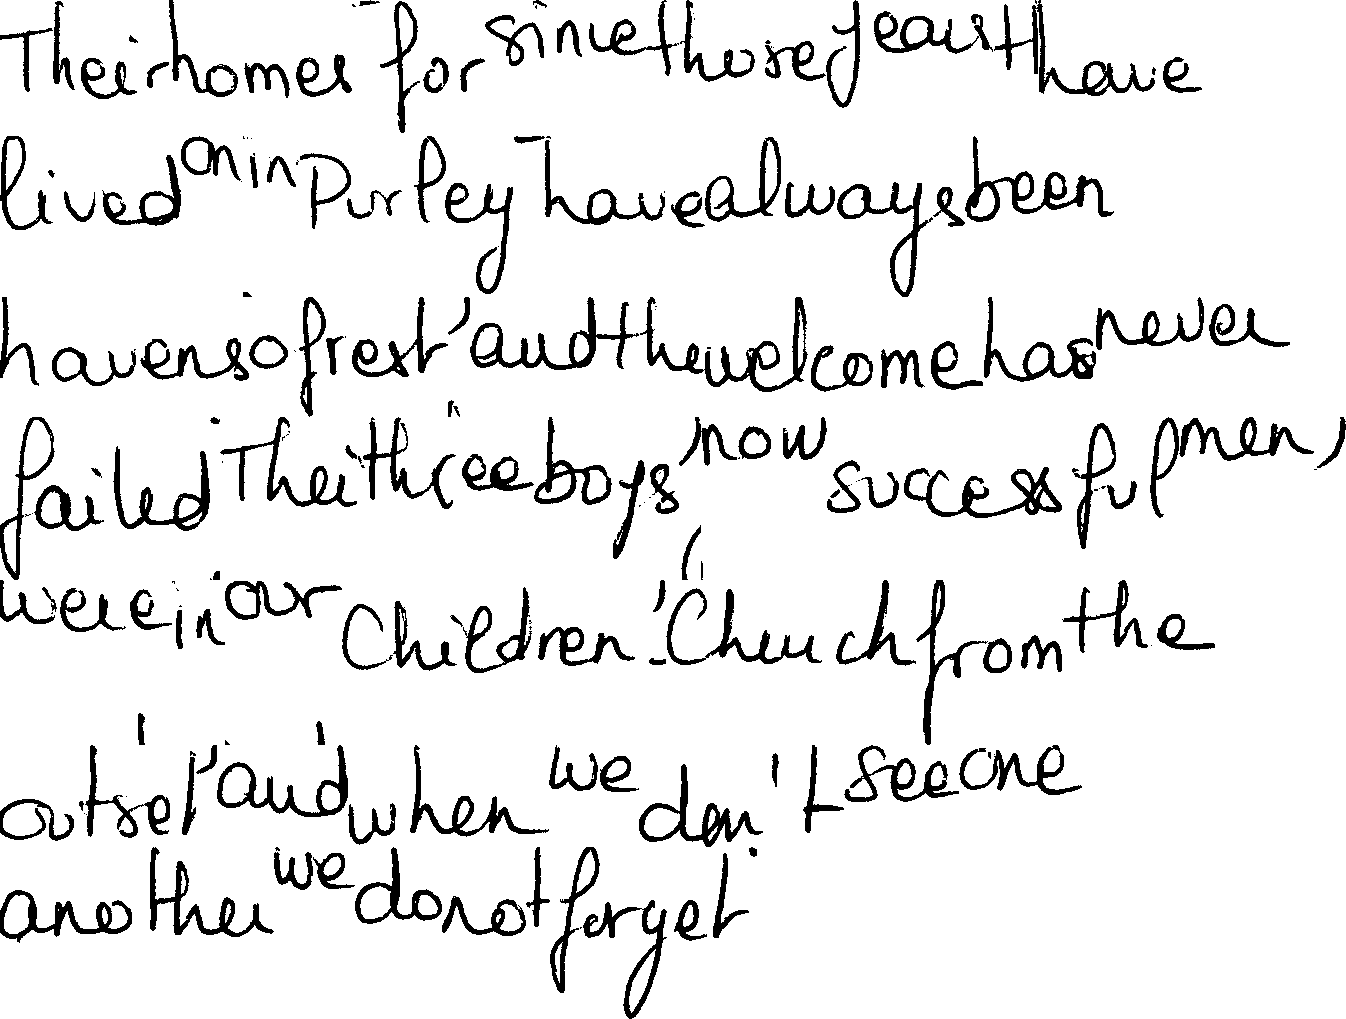 Their homes for since those years have
lived on in Purley have always been
havens of rest, and the welcome has never
failed. Their three boys, now successful men,
were in our Children's Church from the
outset, and when we don't see one
another we do not forget.